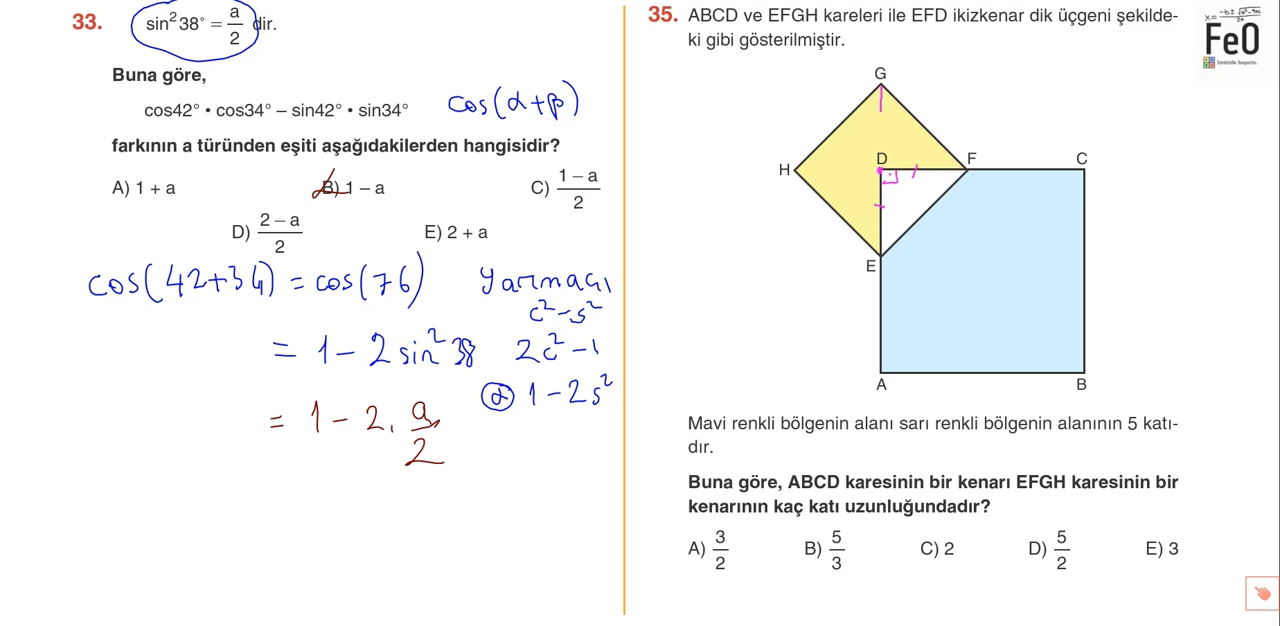 33. sin²38° = a/2 dir.
Buna göre,
cos42° • cos34° – sin42° • sin34°
cos(α+β)
farkının a türünden eşiti aşağıdakilerden hangisidir?
A) 1 + a B) 1 – a C) 1 – a/2
D) 2 – a/2 E) 2 + a
cos(42+34) = cos(76)
= 1 – 2 sin²38
= 1 – 2. a/2
yarımaçı
c²–s²
2c²–1
α 1–2s²
35. ABCD ve EFGH kareleri ile EFD ikizkenar dik üçgeni şekilde-
ki gibi gösterilmiştir.
G
H D F C
E
A B
Mavi renkli bölgenin alanı sarı renkli bölgenin alanının 5 katı-
dır.
Buna göre, ABCD karesinin bir kenarı EFGH karesinin bir
kenarının kaç katı uzunluğundadır?
A) 3/2 B) 5/3 C) 2 D) 5/2 E) 3
FeO